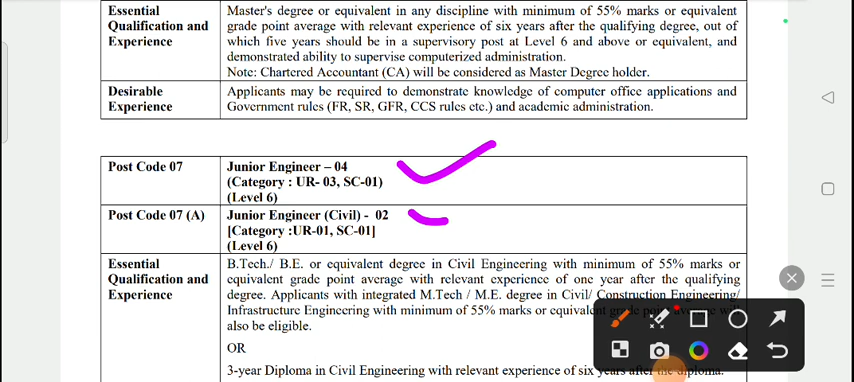 Essential
Qualification and
Experience
Master's degree or equivalent in any discipline with minimum of 55% marks or equivalent
grade point average with relevant experience of six years after the qualifying degree, out of
which five years should be in a supervisory post at Level 6 and above or equivalent, and
demonstrated ability to supervise computerized administration.
Note: Chartered Accountant (CA) will be considered as Master Degree holder.
Desirable
Experience
Applicants may be required to demonstrate knowledge of computer office applications and
Government rules (FR, SR, GFR, CCS rules etc.) and academic administration.
Post Code 07
Junior Engineer – 04
(Category : UR- 03, SC-01)
(Level 6)
Post Code 07 (A)
Junior Engineer (Civil) - 02
[Category :UR-01, SC-01]
(Level 6)
Essential
Qualification and
Experience
B.Tech./ B.E. or equivalent degree in Civil Engineering with minimum of 55% marks or
equivalent grade point average with relevant experience of one year after the qualifying
degree. Applicants with integrated M.Tech / M.E. degree in Civil/ Construction Engineering/
Infrastructure Engineering with minimum of 55% marks or equivalent grade point average will
also be eligible.
OR
3-year Diploma in Civil Engineering with relevant experience of six years after the diploma.